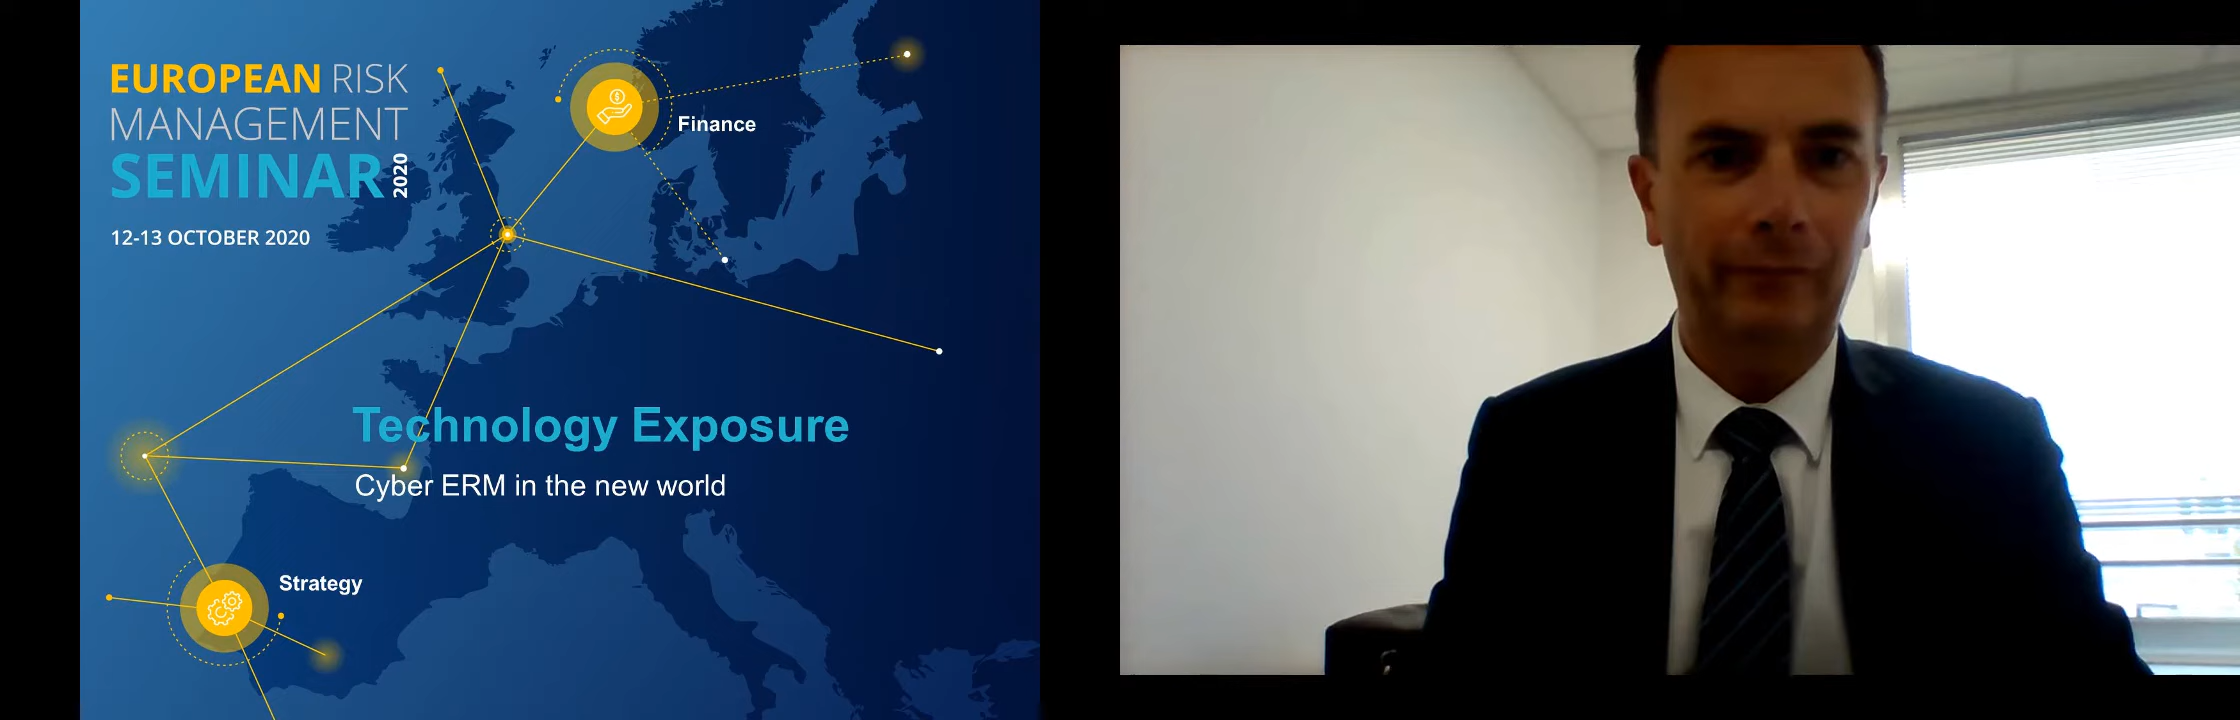 EUROPEAN RISK
MANAGEMENT
SEMINAR 2020
12-13 OCTOBER 2020
Finance
Technology Exposure
Cyber ERM in the new world
Strategy